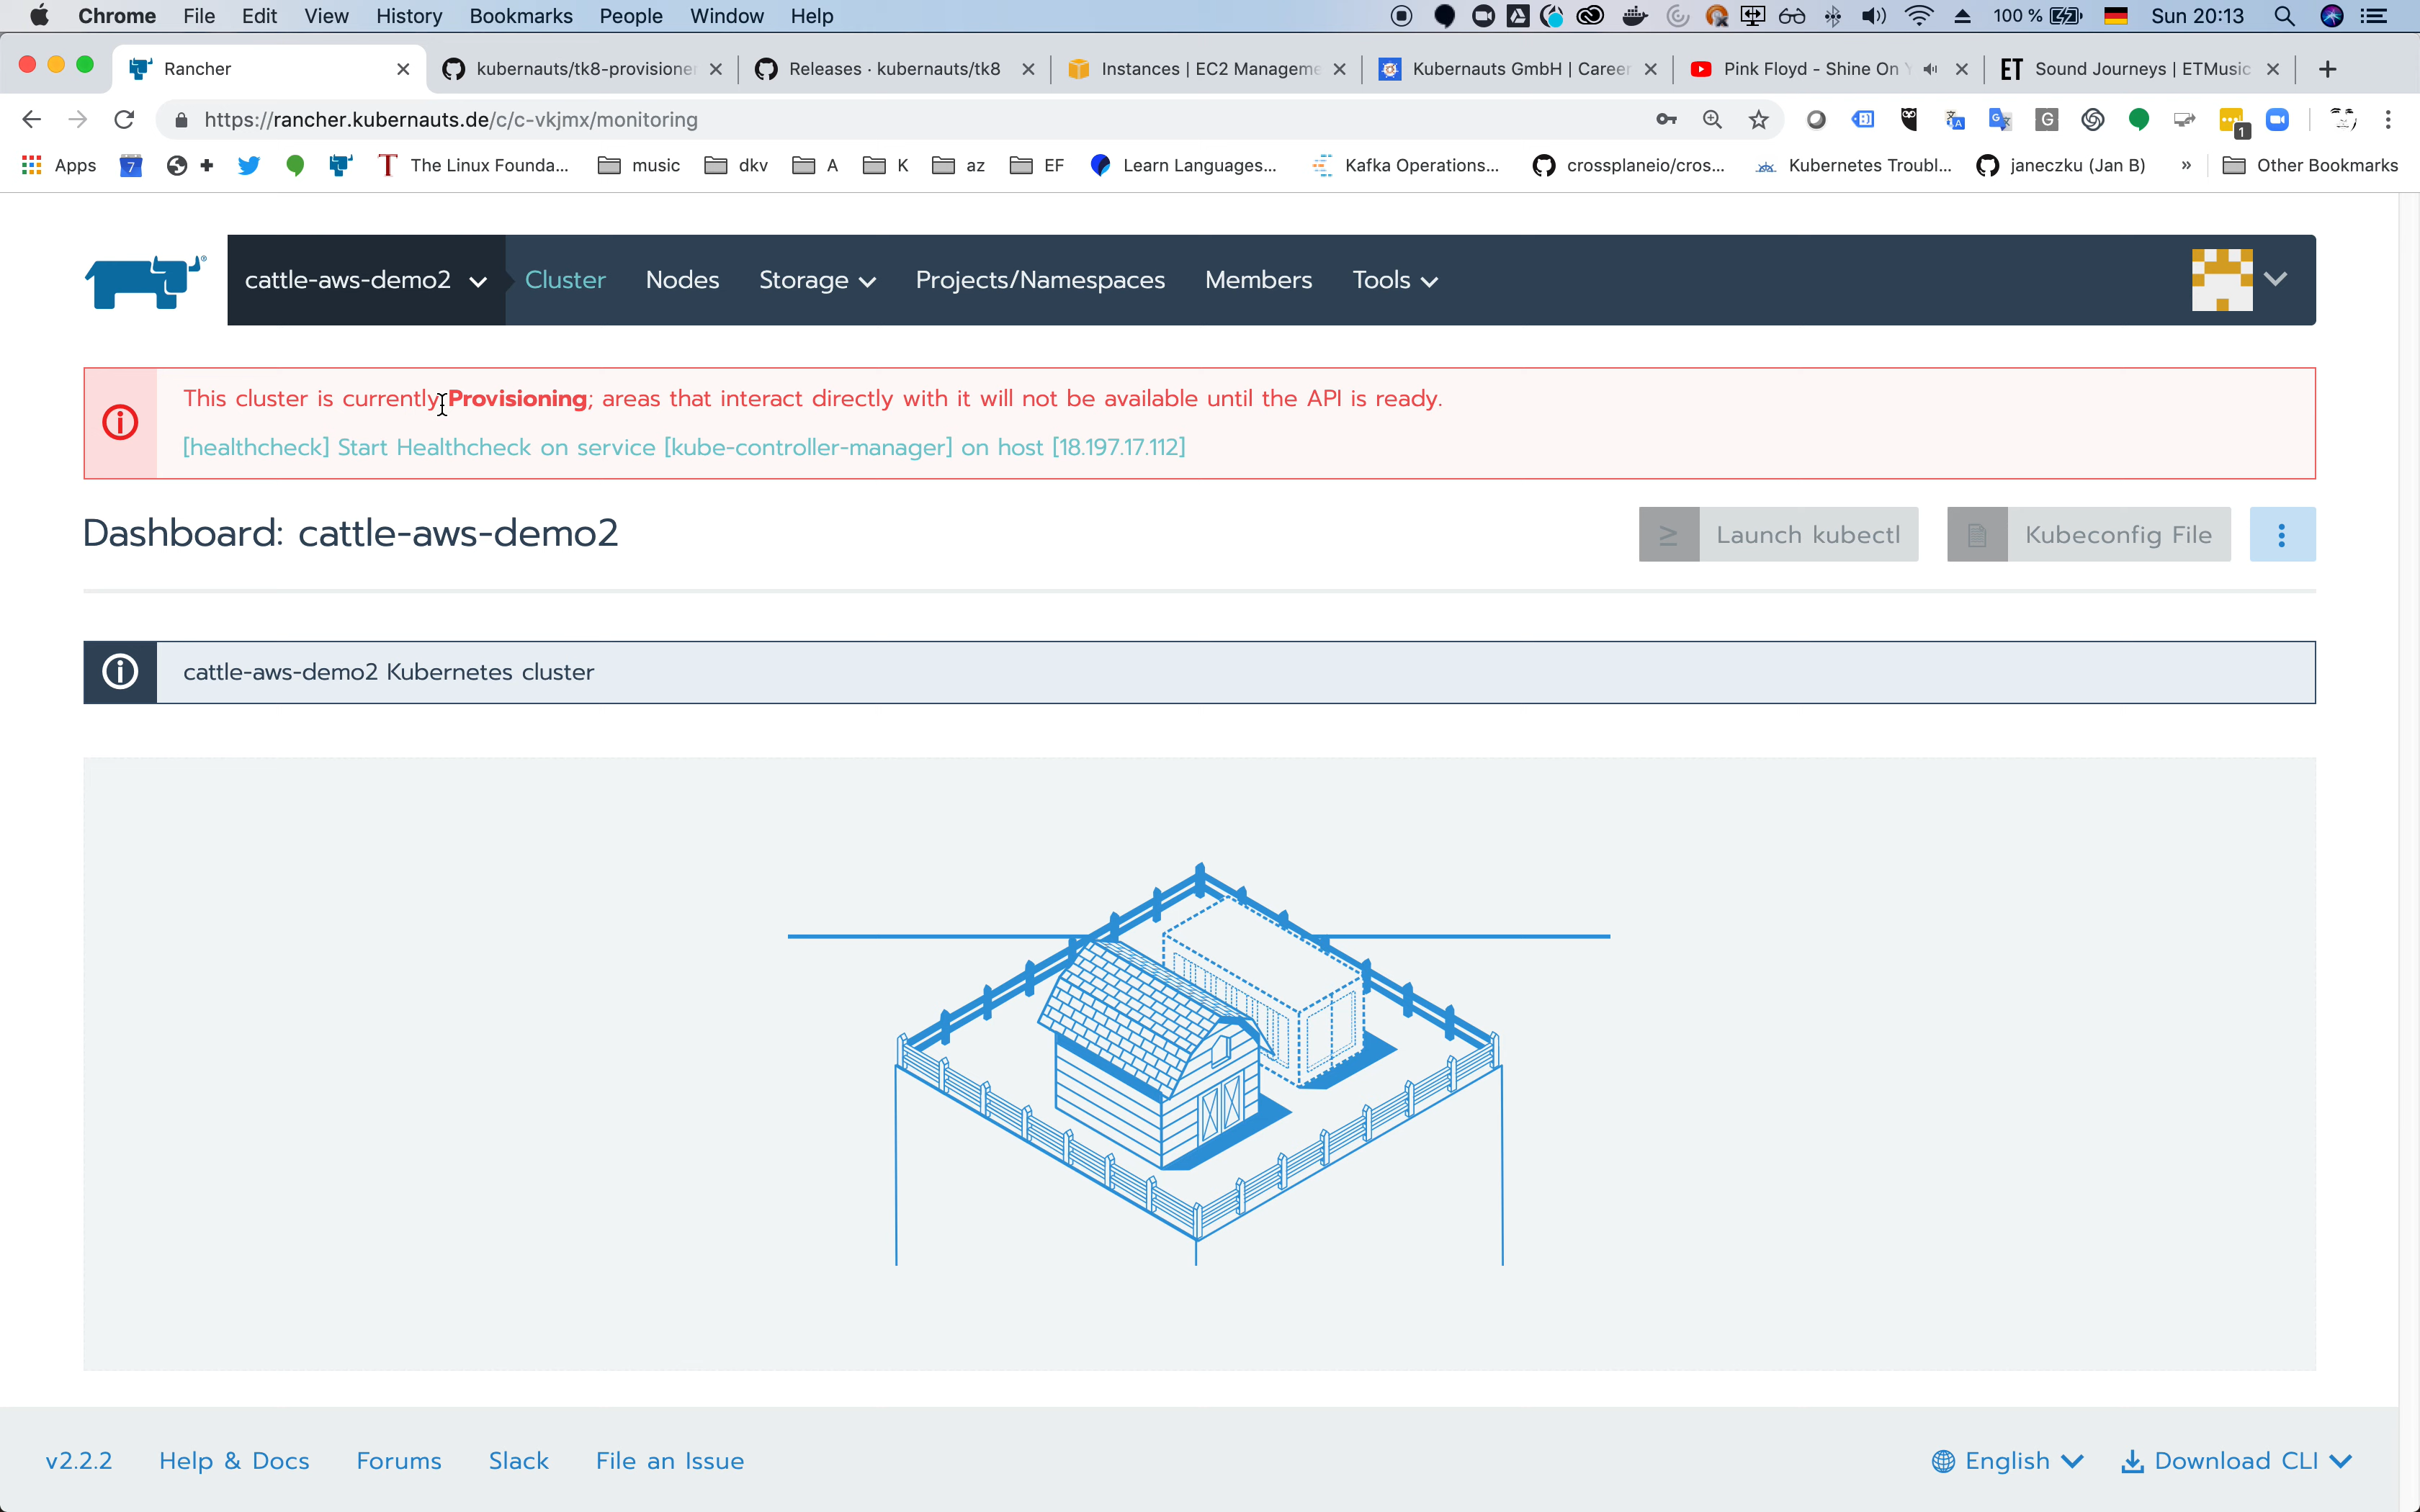 Chrome File Edit View History Bookmarks People Window Help 100 % Sun 20:13
Rancher kubernauts/tk8-provisioner Releases · kubernauts/tk8 Instances | EC2 Manageme Kubernauts GmbH | Career Pink Floyd - Shine On Y ET Sound Journeys | ETMusic
https://rancher.kubernauts.de/c/c-vkjmx/monitoring G 1
Apps 7 T The Linux Founda... music dkv A K az EF Learn Languages... Kafka Operations... crossplaneio/cros... Kubernetes Troubl... janeczku (Jan B) » Other Bookmarks
cattle-aws-demo2 Cluster Nodes Storage Projects/Namespaces Members Tools
This cluster is currently Provisioning; areas that interact directly with it will not be available until the API is ready.
[healthcheck] Start Healthcheck on service [kube-controller-manager] on host [18.197.17.112]
Dashboard: cattle-aws-demo2 Launch kubectl Kubeconfig File
cattle-aws-demo2 Kubernetes cluster
v2.2.2 Help & Docs Forums Slack File an Issue English Download CLI